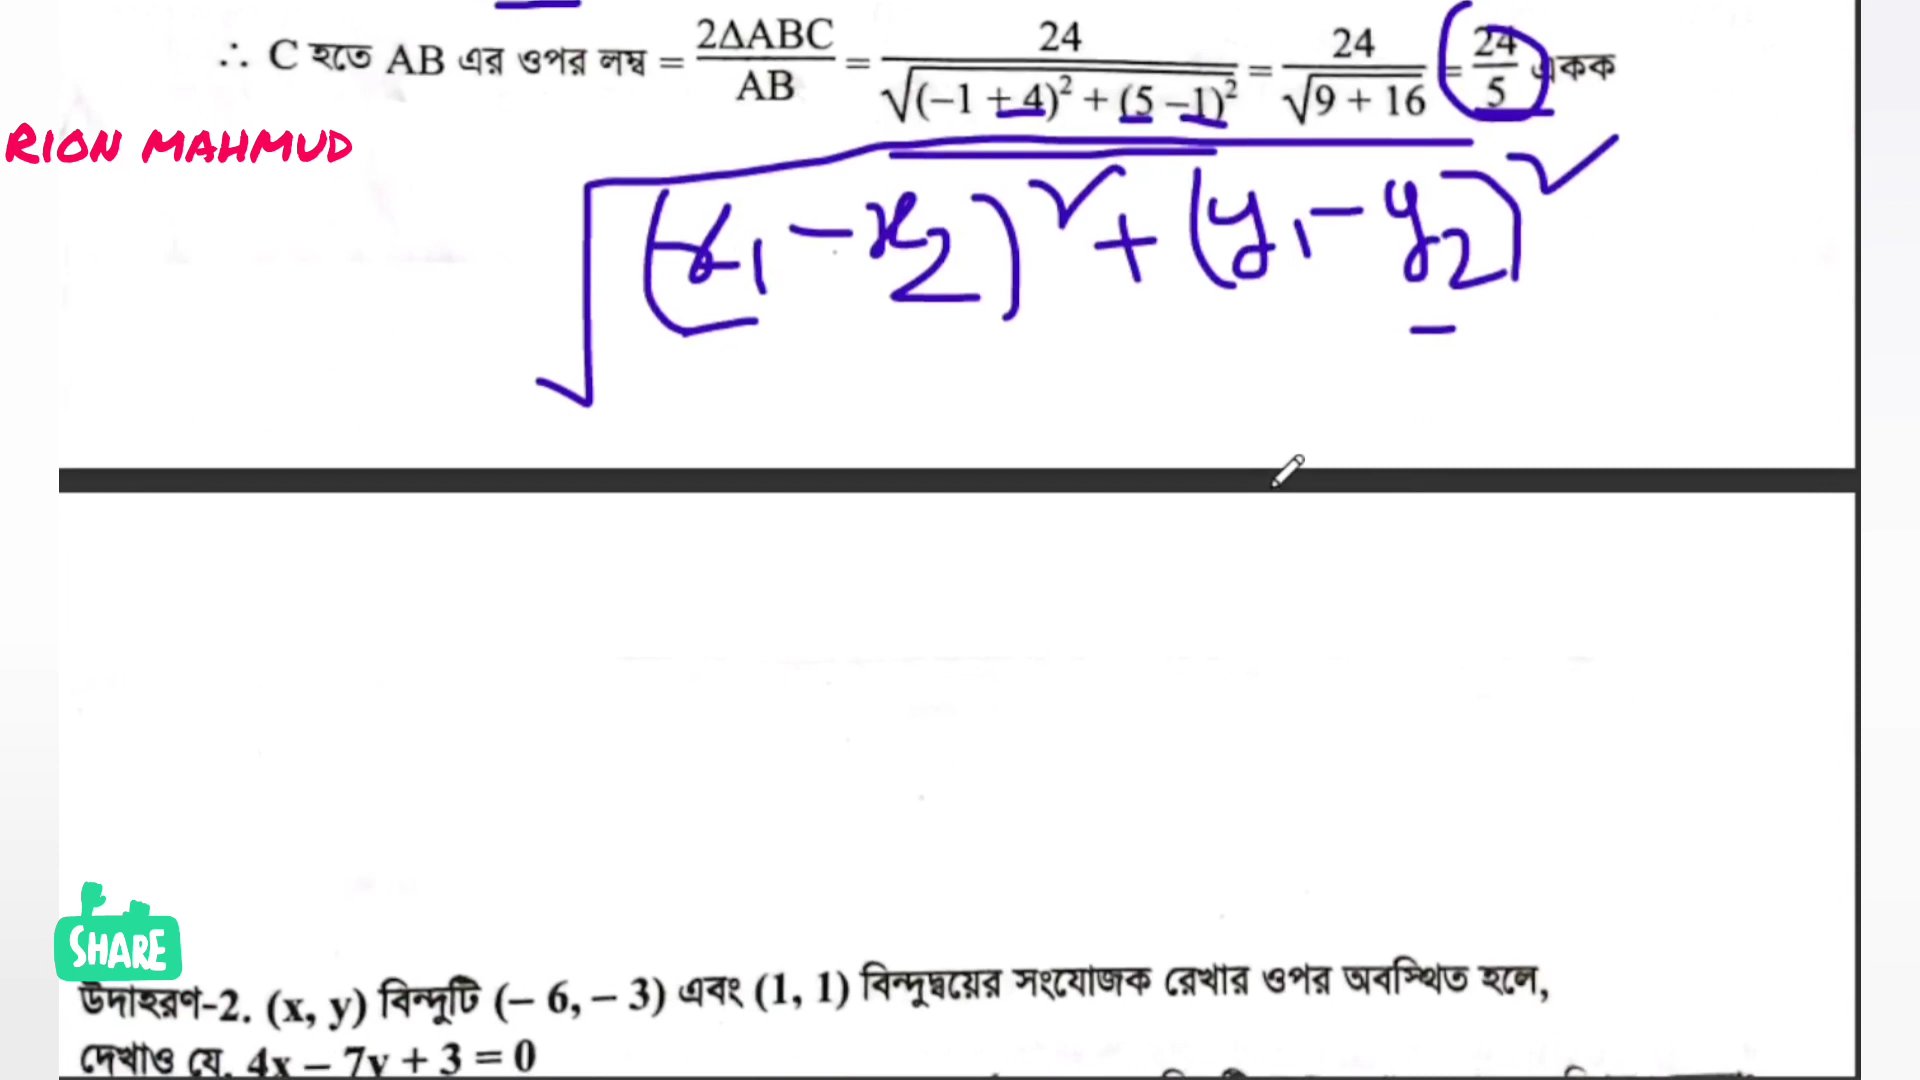 ∴ C হতে AB এর ওপর লম্ব = 2ΔABC/AB = 24/√((–1 + 4)² + (5 –1)²) = 24/√(9 + 16) = 24/5 একক
RION MAHMUD
√((x₁ – x₂)² + (y₁ – y₂)²)
SHARE
উদাহরণ-2. (x, y) বিন্দুটি (– 6, – 3) এবং (1, 1) বিন্দুদ্বয়ের সংযোজক রেখার ওপর অবস্থিত হলে,
দেখাও যে, 4x – 7y + 3 = 0